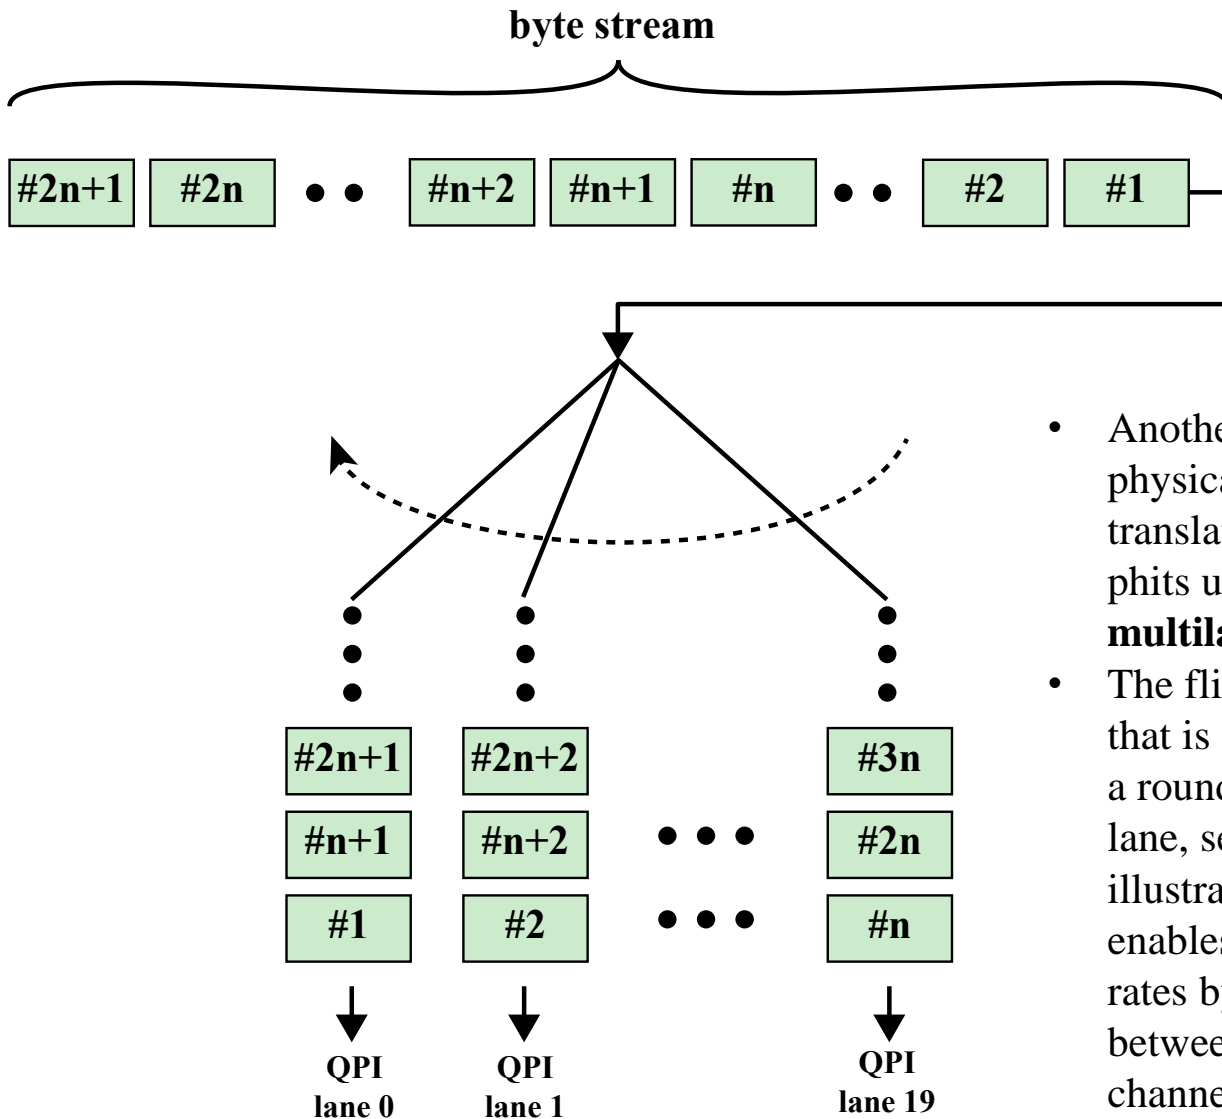 byte stream
#2n+1 #2n #n+2 #n+1 #n #2 #1
• Anothe
physica
translat
phits u
multila
• The fli
that is
a round
lane, se
illustra
enables
rates by
between
channe
#2n+1 #2n+2 #3n
#n+1 #n+2 #2n
#1 #2 #n
QPI QPI QPI
lane 0 lane 1 lane 19